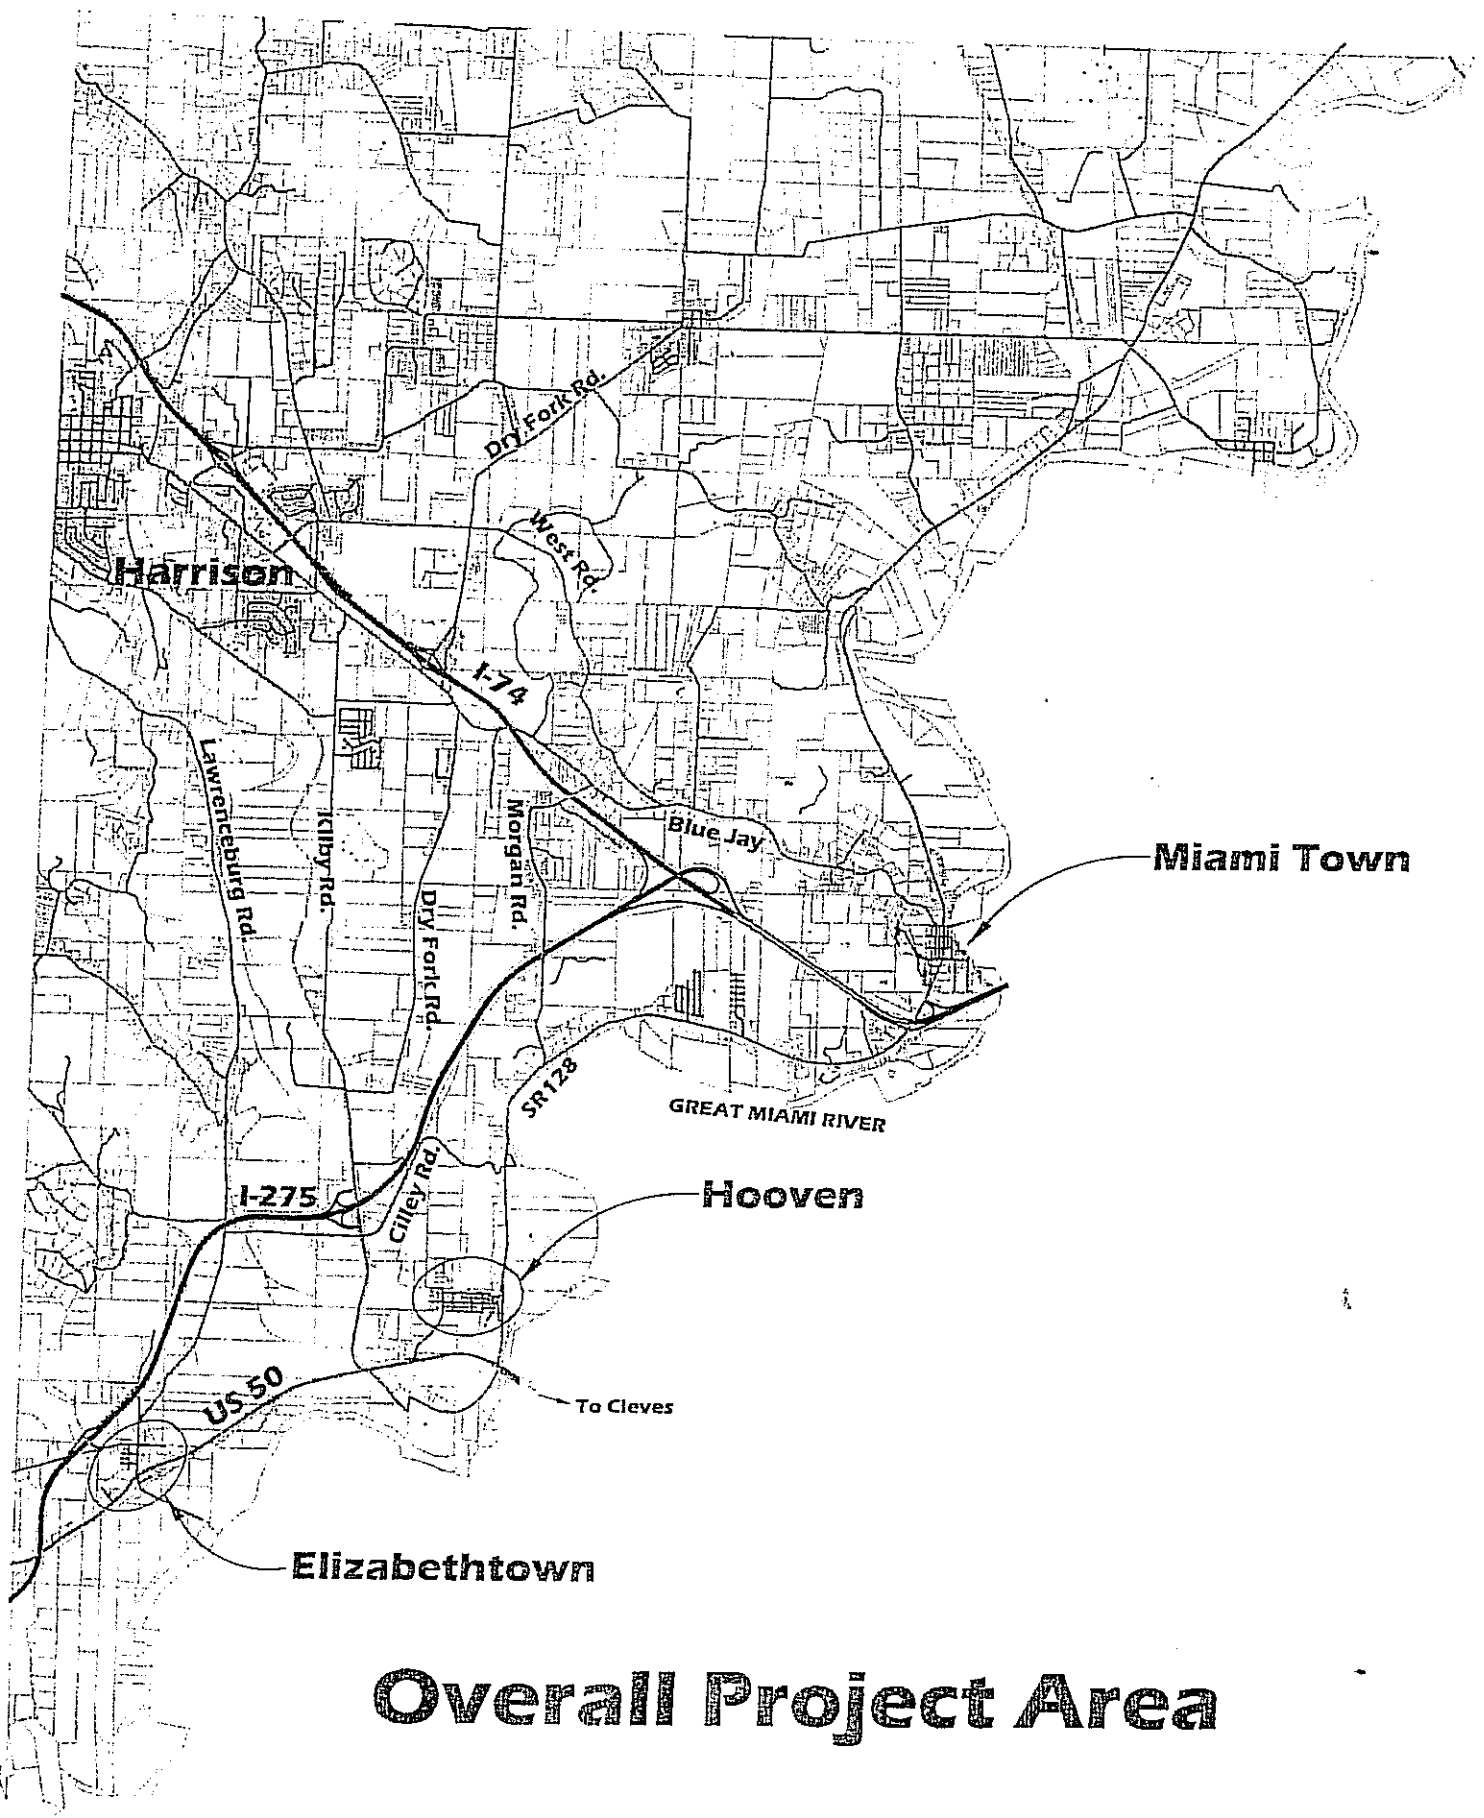 Dry Fork Rd.
West Rd.
Harrison
I-74
Lawrenceburg Rd.
Kilby Rd.
Morgan Rd.
Blue Jay
Miami Town
Dry Fork Rd.
SR128
GREAT MIAMI RIVER
Cilley Rd.
I-275
Hooven
US 50
To Cleves
Elizabethtown
Overall Project Area